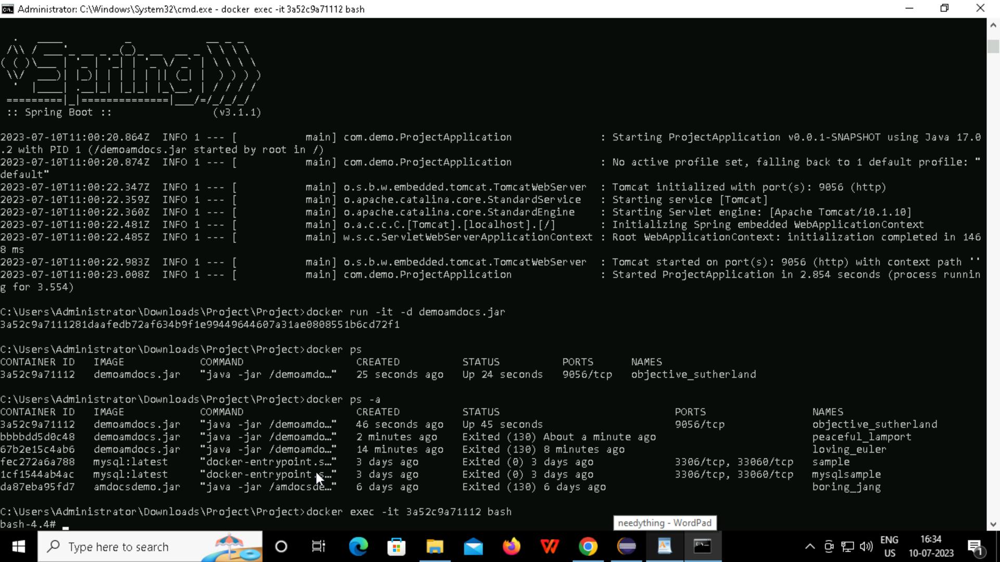 Administrator: C:\Windows\System32\cmd.exe - docker  exec -it 3a52c9a71112 bash
Spring
:: Spring Boot ::                (v3.1.1)
2023-07-10T11:00:20.864Z  INFO 1 --- [           main] com.demo.ProjectApplication              : Starting ProjectApplication v0.0.1-SNAPSHOT using Java 17.0
.2 with PID 1 (/demoamdocs.jar started by root in /)
2023-07-10T11:00:20.874Z  INFO 1 --- [           main] com.demo.ProjectApplication              : No active profile set, falling back to 1 default profile: "
default"
2023-07-10T11:00:22.347Z  INFO 1 --- [           main] o.s.b.w.embedded.tomcat.TomcatWebServer  : Tomcat initialized with port(s): 9056 (http)
2023-07-10T11:00:22.359Z  INFO 1 --- [           main] o.apache.catalina.core.StandardService   : Starting service [Tomcat]
2023-07-10T11:00:22.360Z  INFO 1 --- [           main] o.apache.catalina.core.StandardEngine    : Starting Servlet engine: [Apache Tomcat/10.1.10]
2023-07-10T11:00:22.481Z  INFO 1 --- [           main] o.a.c.c.C.[Tomcat].[localhost].[/]       : Initializing Spring embedded WebApplicationContext
2023-07-10T11:00:22.485Z  INFO 1 --- [           main] w.s.c.ServletWebServerApplicationContext : Root WebApplicationContext: initialization completed in 146
8 ms
2023-07-10T11:00:22.983Z  INFO 1 --- [           main] o.s.b.w.embedded.tomcat.TomcatWebServer  : Tomcat started on port(s): 9056 (http) with context path ''
2023-07-10T11:00:23.008Z  INFO 1 --- [           main] com.demo.ProjectApplication              : Started ProjectApplication in 2.854 seconds (process runnin
g for 3.554)
C:\Users\Administrator\Downloads\Project\Project>docker run -it -d demoamdocs.jar
3a52c9a7111281daafedb72af634b9f1e99449644607a31ae0808551b6cd72f1
C:\Users\Administrator\Downloads\Project\Project>docker ps
CONTAINER ID   IMAGE            COMMAND                  CREATED          STATUS          PORTS      NAMES
3a52c9a71112   demoamdocs.jar   "java -jar /demoamdo…"   25 seconds ago   Up 24 seconds   9056/tcp   objective_sutherland
C:\Users\Administrator\Downloads\Project\Project>docker ps -a
CONTAINER ID   IMAGE            COMMAND                  CREATED          STATUS                            PORTS                 NAMES
3a52c9a71112   demoamdocs.jar   "java -jar /demoamdo…"   46 seconds ago   Up 45 seconds                     9056/tcp              objective_sutherland
bbbbdd5d0c48   demoamdocs.jar   "java -jar /demoamdo…"   2 minutes ago    Exited (130) About a minute ago                         peaceful_lamport
67b2e15c4ab6   demoamdocs.jar   "java -jar /demoamdo…"   14 minutes ago   Exited (130) 8 minutes ago                              loving_euler
fec272a6a788   mysql:latest     "docker-entrypoint.s…"   3 days ago       Exited (0) 3 days ago             3306/tcp, 33060/tcp   sample
1cf1544ab4ac   mysql:latest     "docker-entrypoint.s…"   3 days ago       Exited (0) 3 days ago             3306/tcp, 33060/tcp   mysqlsample
da87eba95fd7   amdocsdemo.jar   "java -jar /amdocsde…"   6 days ago       Exited (130) 6 days ago                                 boring_jang
C:\Users\Administrator\Downloads\Project\Project>docker exec -it 3a52c9a71112 bash
bash-4.4#
needything - WordPad
Type here to search
ENG
US
16:34
10-07-2023
1